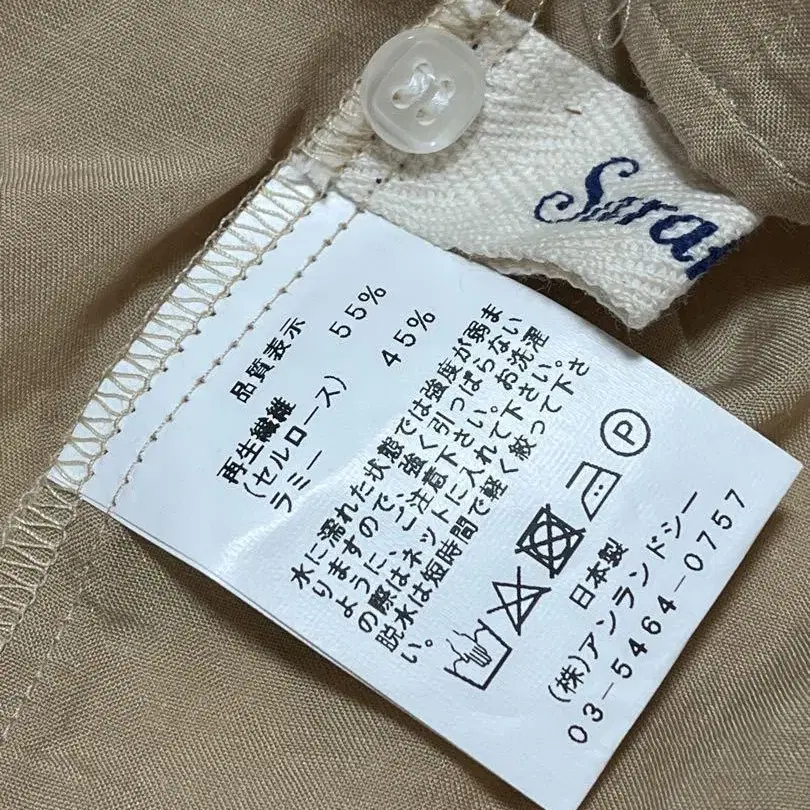 Strat
品質表示
再生繊維 55%
(セルロース)
ラミー 45%
水に濡れた状態では強度が弱ま
りますので、強く引っぱらない
ように、ご注意下さい。お洗濯
の際はネットに入れて下さい。
脱水は短時間で軽く絞って下さ
い。
P
日本製
(株)アンランドシー
03-5464-0757